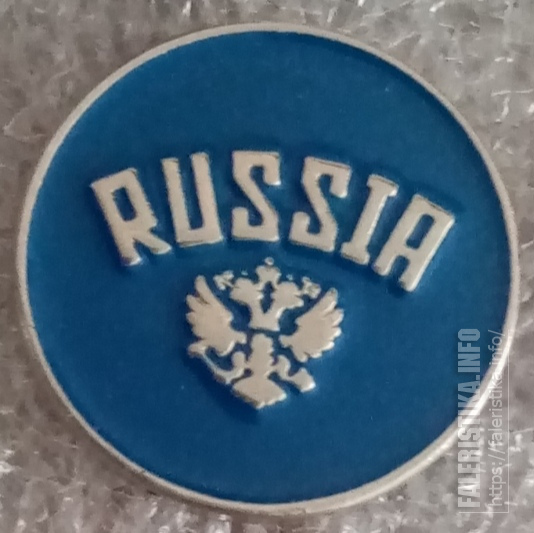 RUSSIA
FALERISTIKA.INFO
https://faleristika.info/